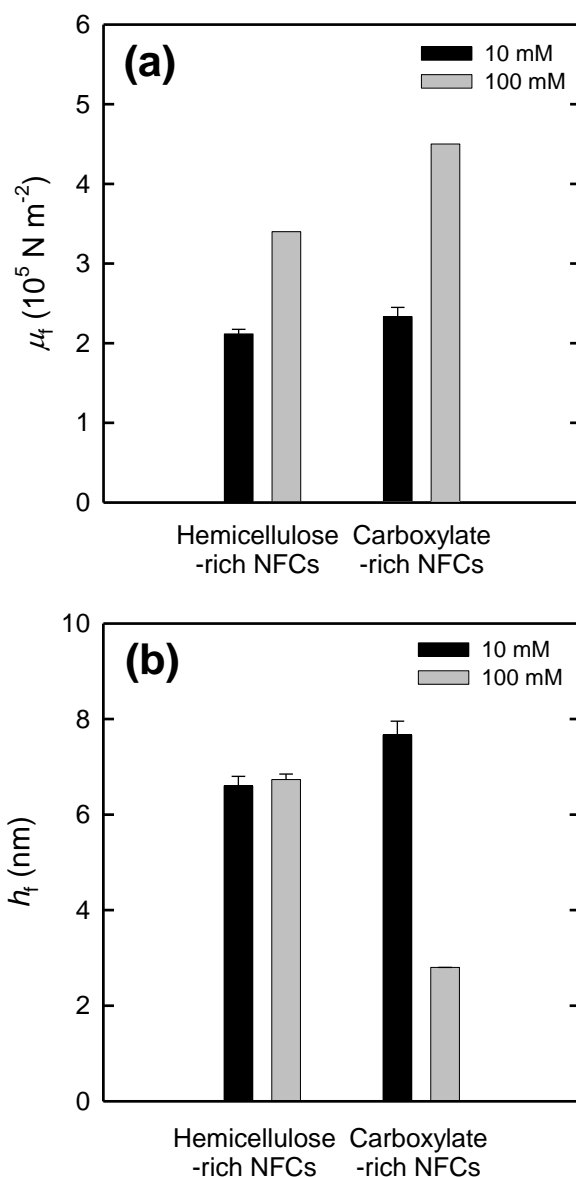 6
(a)
10 mM
100 mM
5
4
3
2
1
0
μf (10⁵ N m⁻²)
Hemicellulose
-rich NFCs
Carboxylate
-rich NFCs
10
(b)
10 mM
100 mM
8
6
4
2
0
hf (nm)
Hemicellulose
-rich NFCs
Carboxylate
-rich NFCs